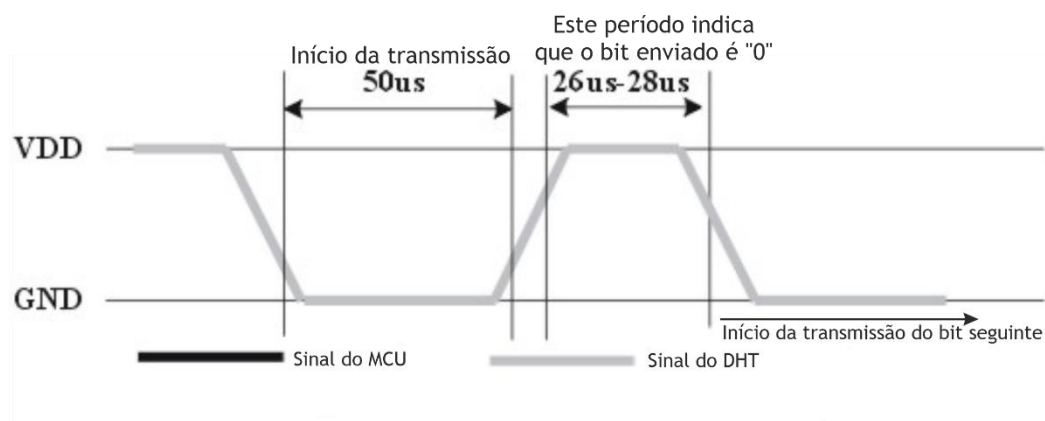 Início da transmissão
Este período indica
que o bit enviado é "0"
50us
26us-28us
VDD
GND
Início da transmissão do bit seguinte
Sinal do MCU
Sinal do DHT